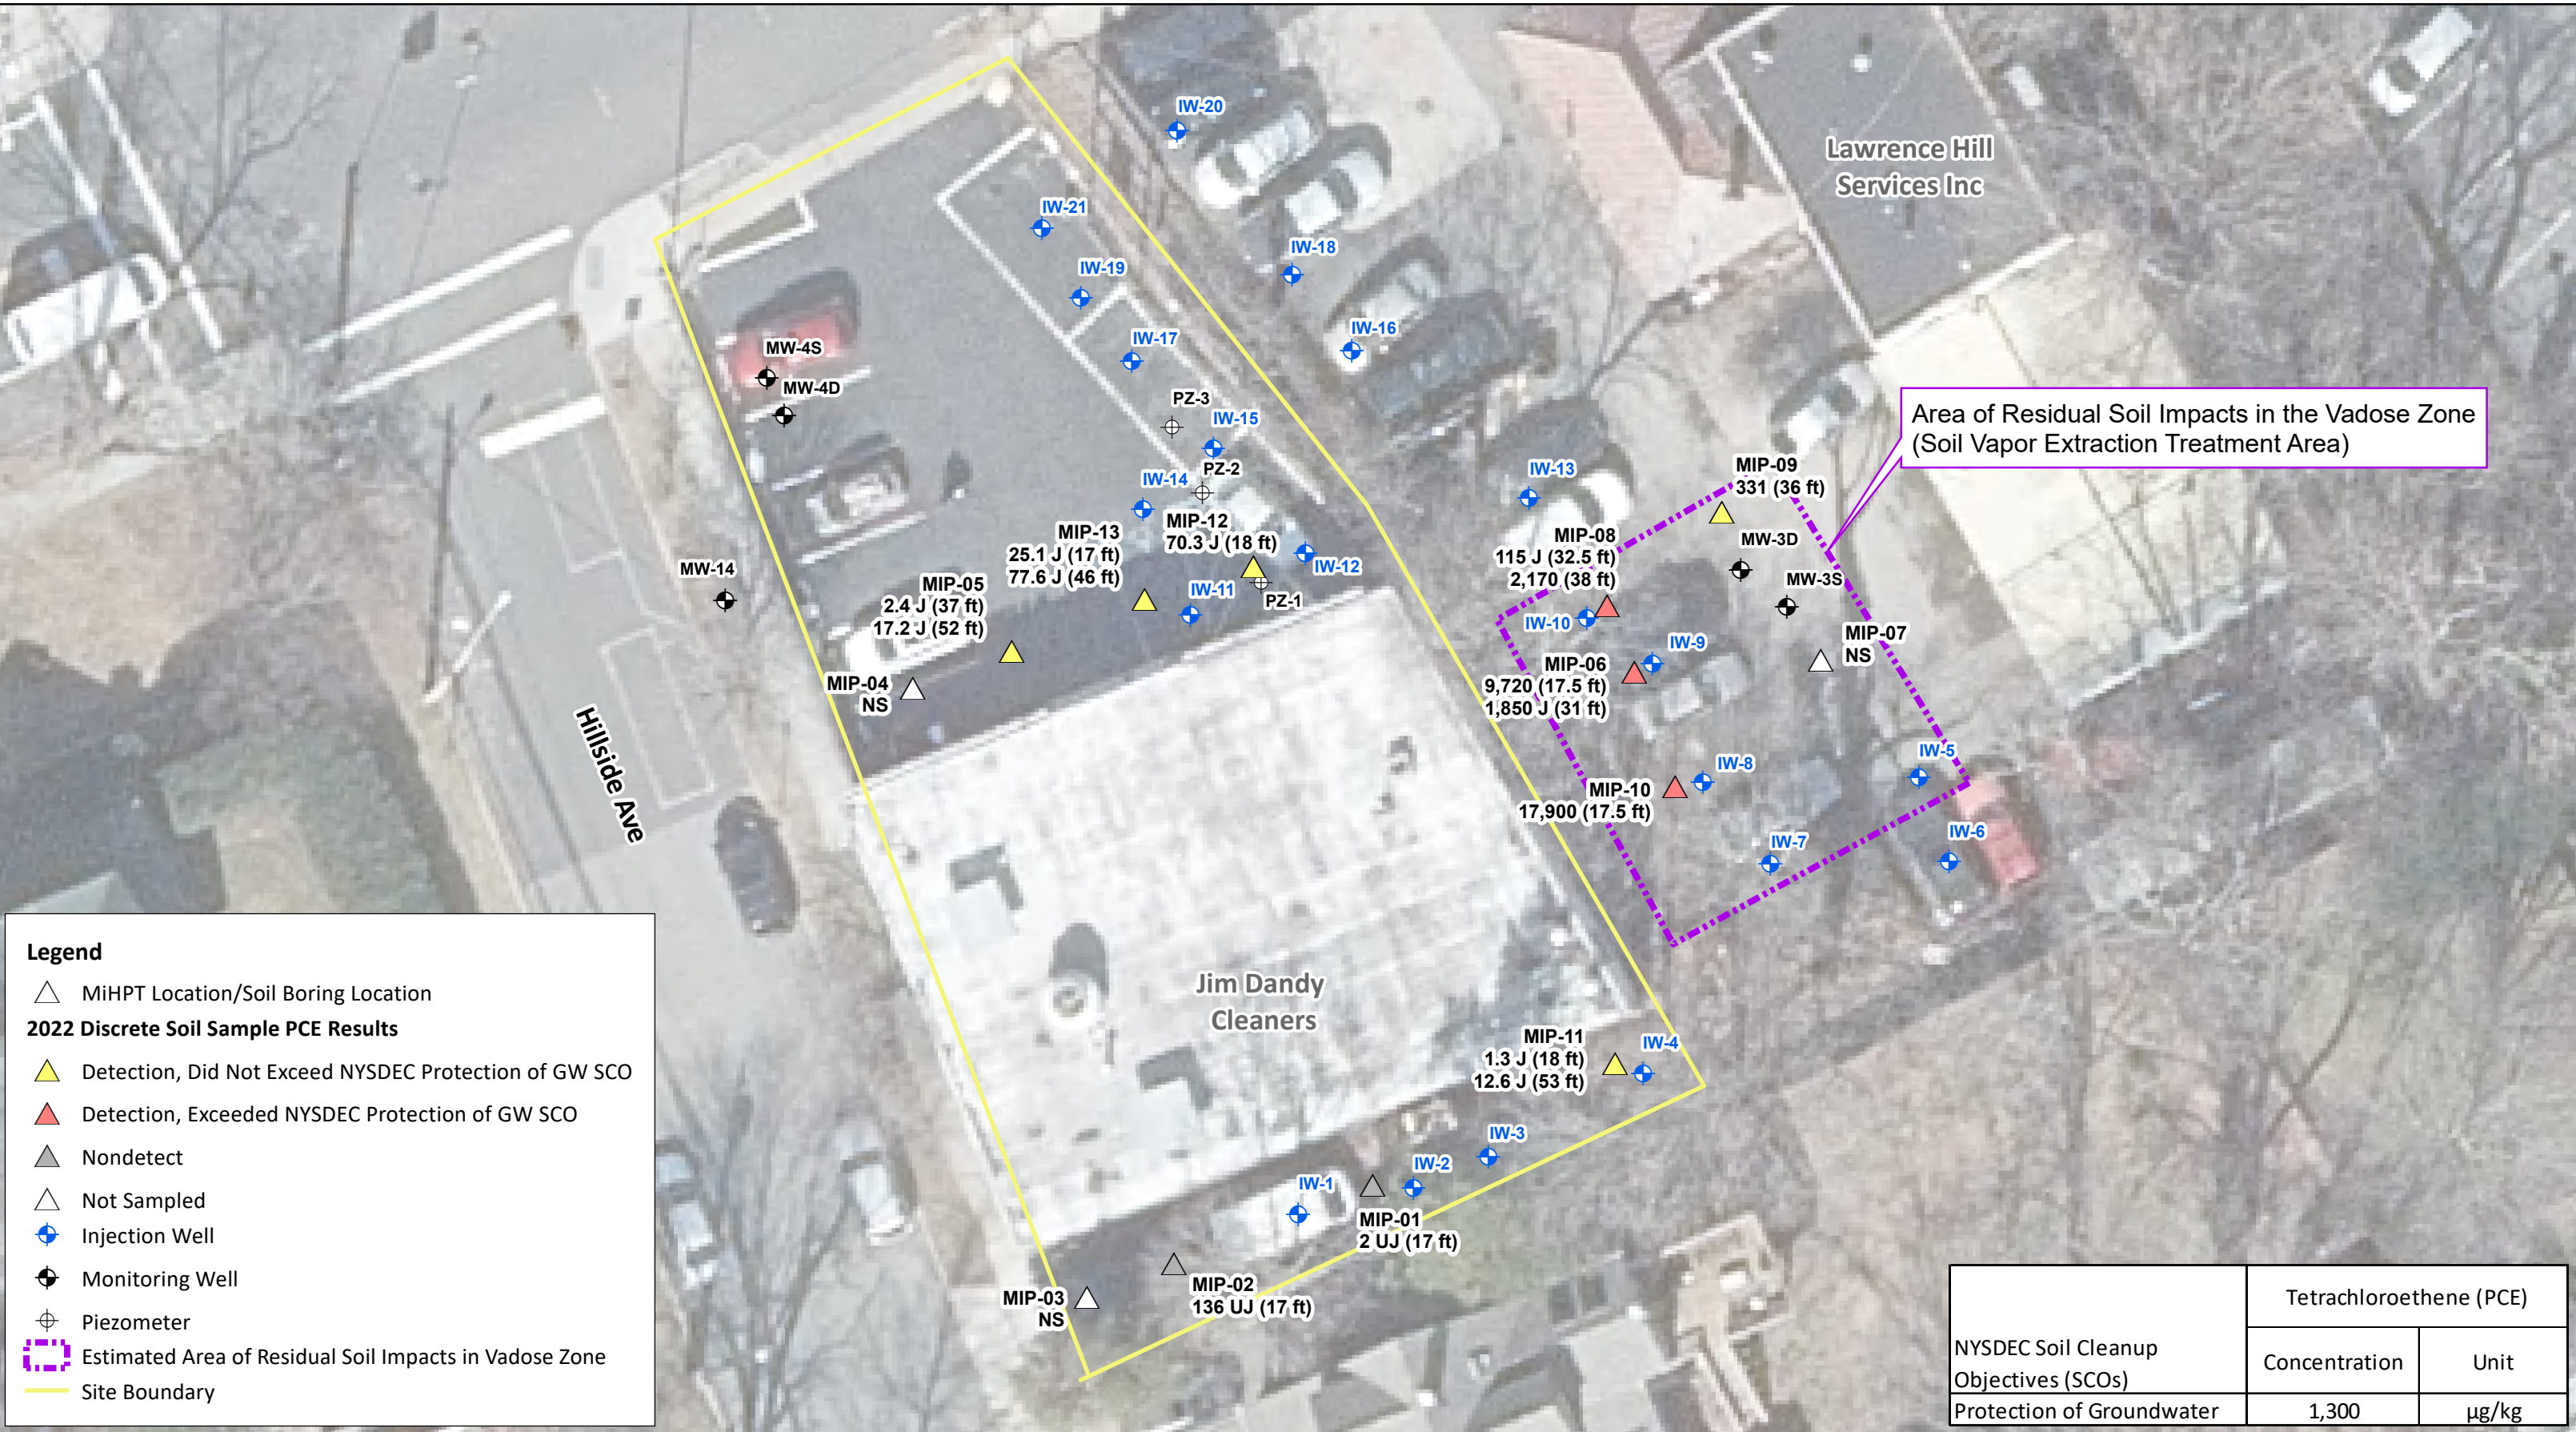 IW-20
Lawrence Hill
Services Inc
IW-21
IW-18
IW-19
IW-16
IW-17
MW-4S
MW-4D
PZ-3
IW-15
PZ-2
IW-14
Area of Residual Soil Impacts in the Vadose Zone
(Soil Vapor Extraction Treatment Area)
MIP-09
331 (36 ft)
IW-13
MIP-12
70.3 J (18 ft)
MIP-13
25.1 J (17 ft)
77.6 J (46 ft)
MIP-08
115 J (32.5 ft)
2,170 (38 ft)
MW-3D
IW-12
MW-14
MIP-05
2.4 J (37 ft)
17.2 J (52 ft)
IW-11
PZ-1
MW-3S
IW-10
IW-9
MIP-07
NS
MIP-04
NS
MIP-06
9,720 (17.5 ft)
1,850 J (31 ft)
Hillside Ave
IW-5
IW-8
MIP-10
17,900 (17.5 ft)
IW-7
IW-6
Jim Dandy
Cleaners
MIP-11
1.3 J (18 ft)
12.6 J (53 ft)
IW-4
IW-3
IW-2
IW-1
MIP-01
2 UJ (17 ft)
MIP-02
136 UJ (17 ft)
MIP-03
NS
Legend
MiHPT Location/Soil Boring Location
2022 Discrete Soil Sample PCE Results
Detection, Did Not Exceed NYSDEC Protection of GW SCO
Detection, Exceeded NYSDEC Protection of GW SCO
Nondetect
Not Sampled
Injection Well
Monitoring Well
Piezometer
Estimated Area of Residual Soil Impacts in Vadose Zone
Site Boundary
Tetrachloroethene (PCE)
NYSDEC Soil Cleanup
Objectives (SCOs)
Concentration
Unit
Protection of Groundwater
1,300
µg/kg